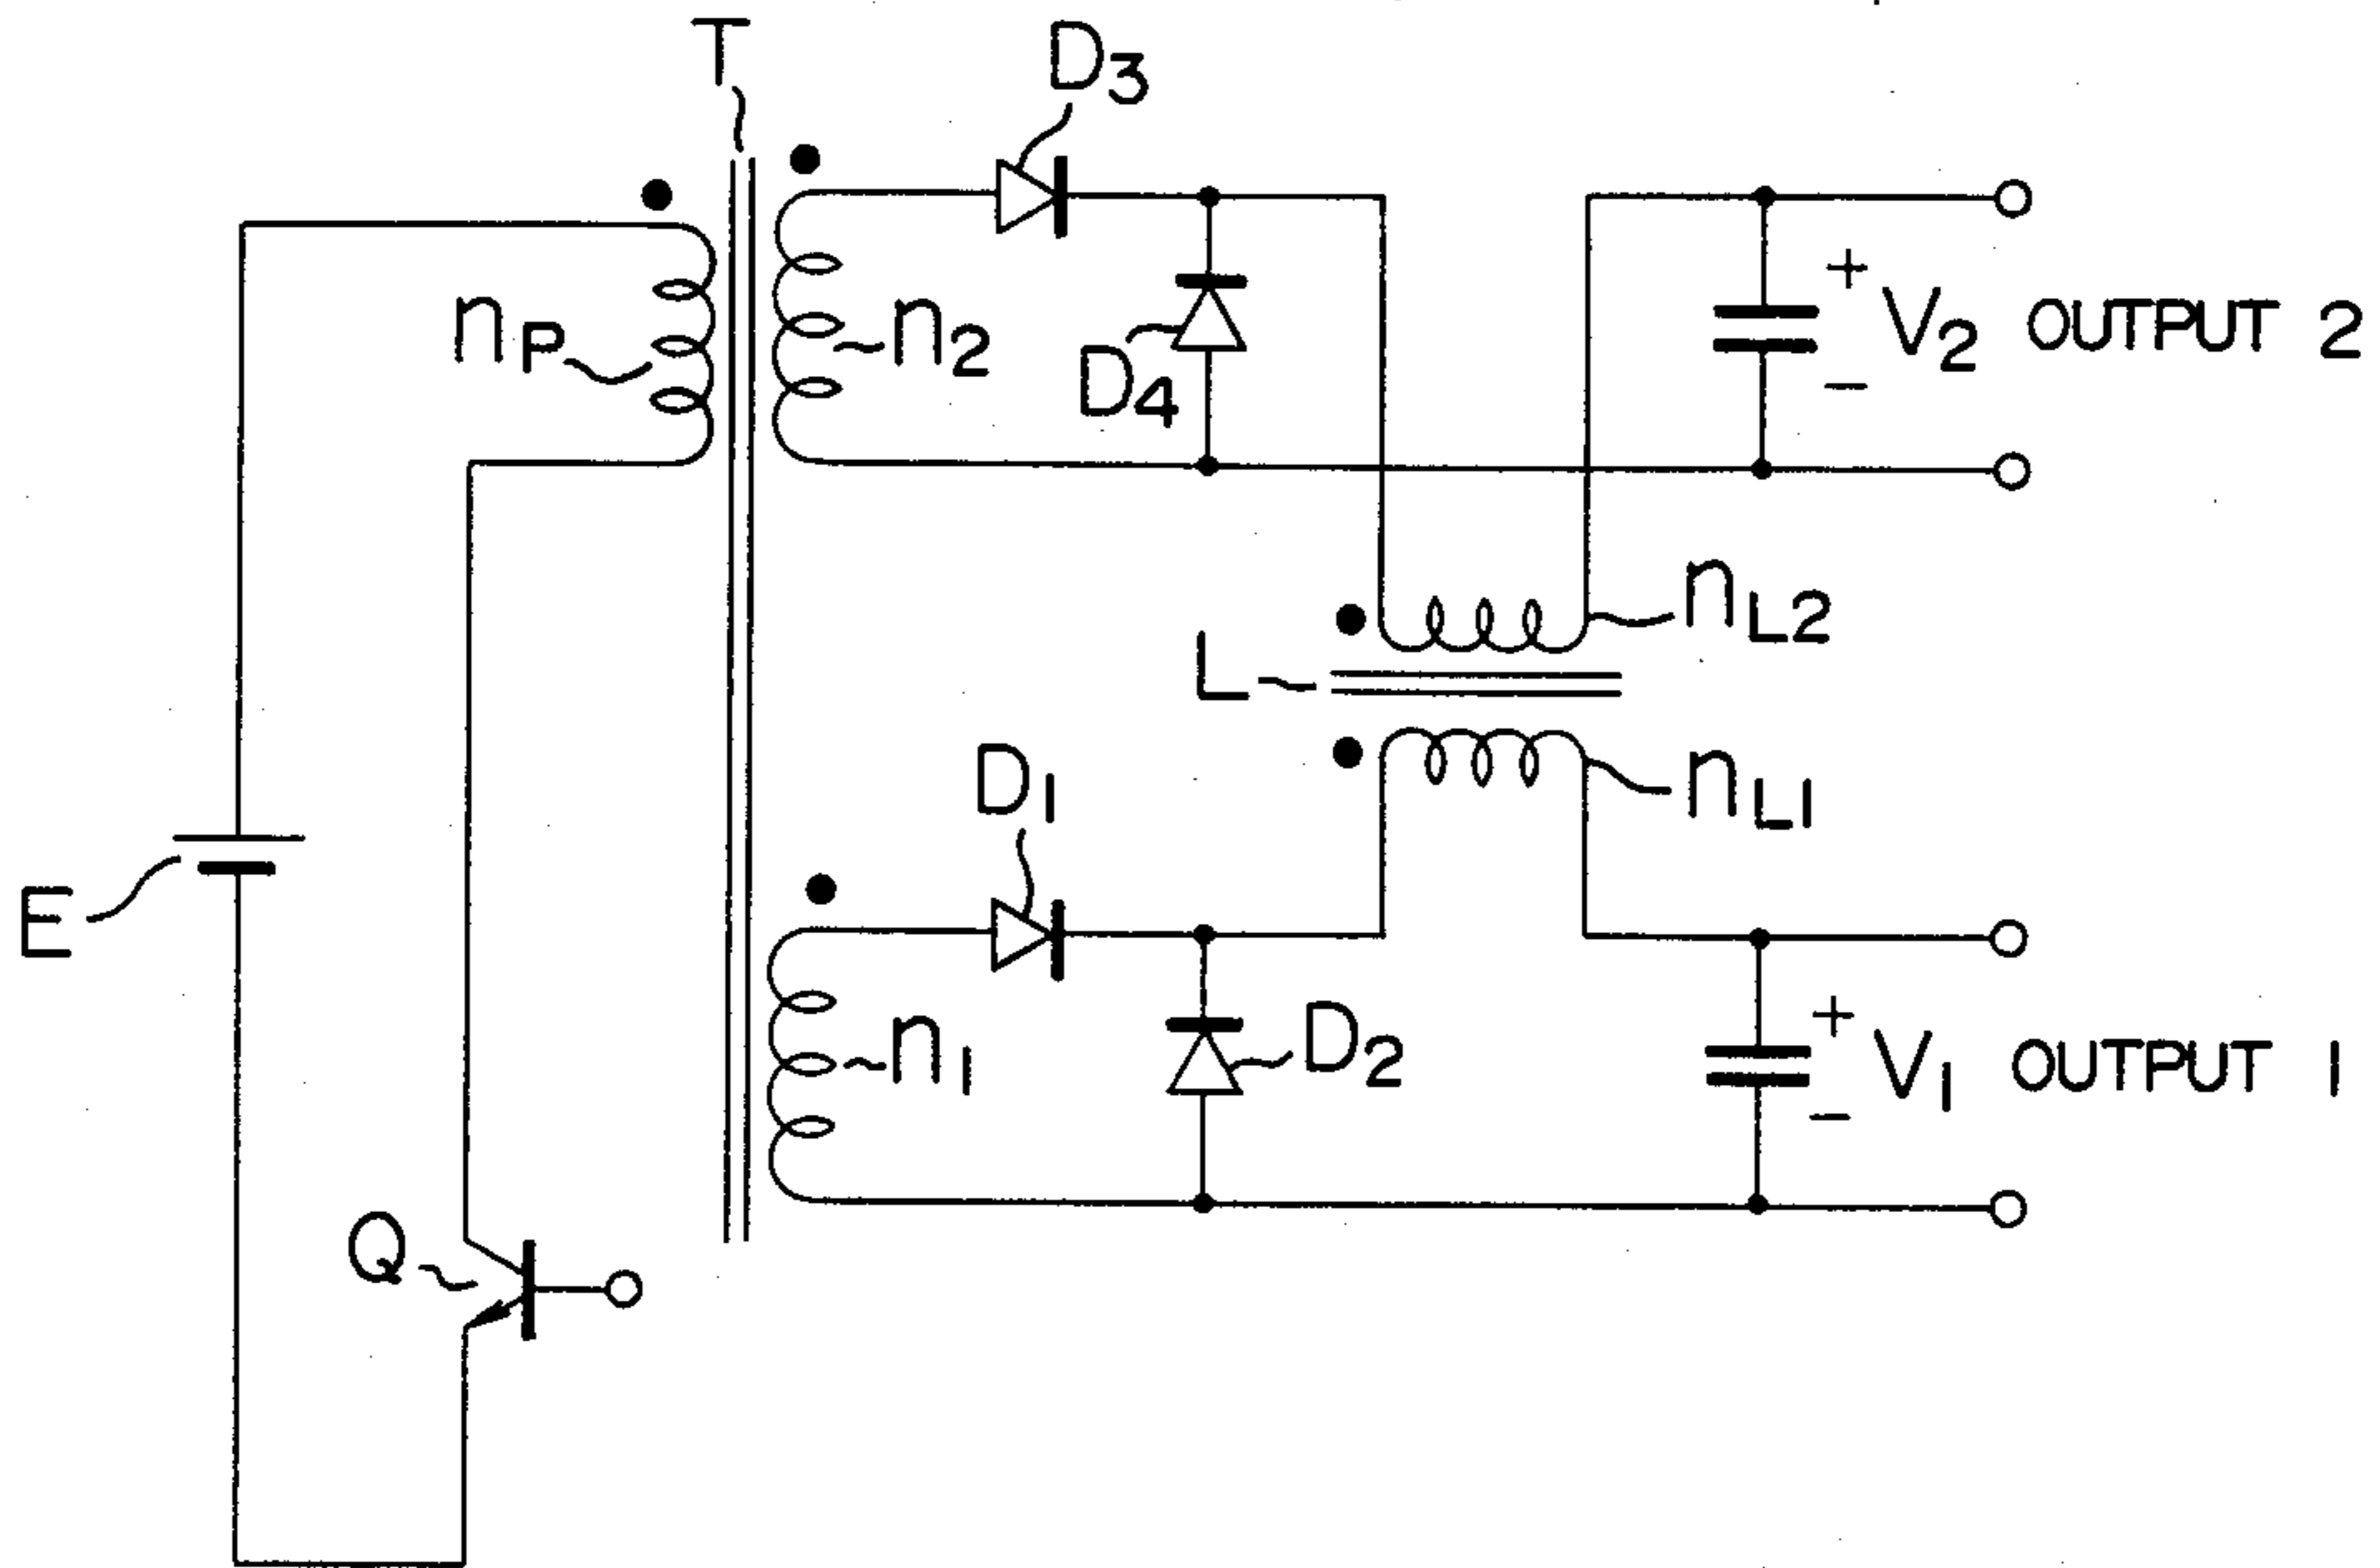 T
D3
nP
n2
D4
+
V2 OUTPUT 2
−
nL2
L
nL1
D1
E
n1
D2
+
V1 OUTPUT 1
−
Q